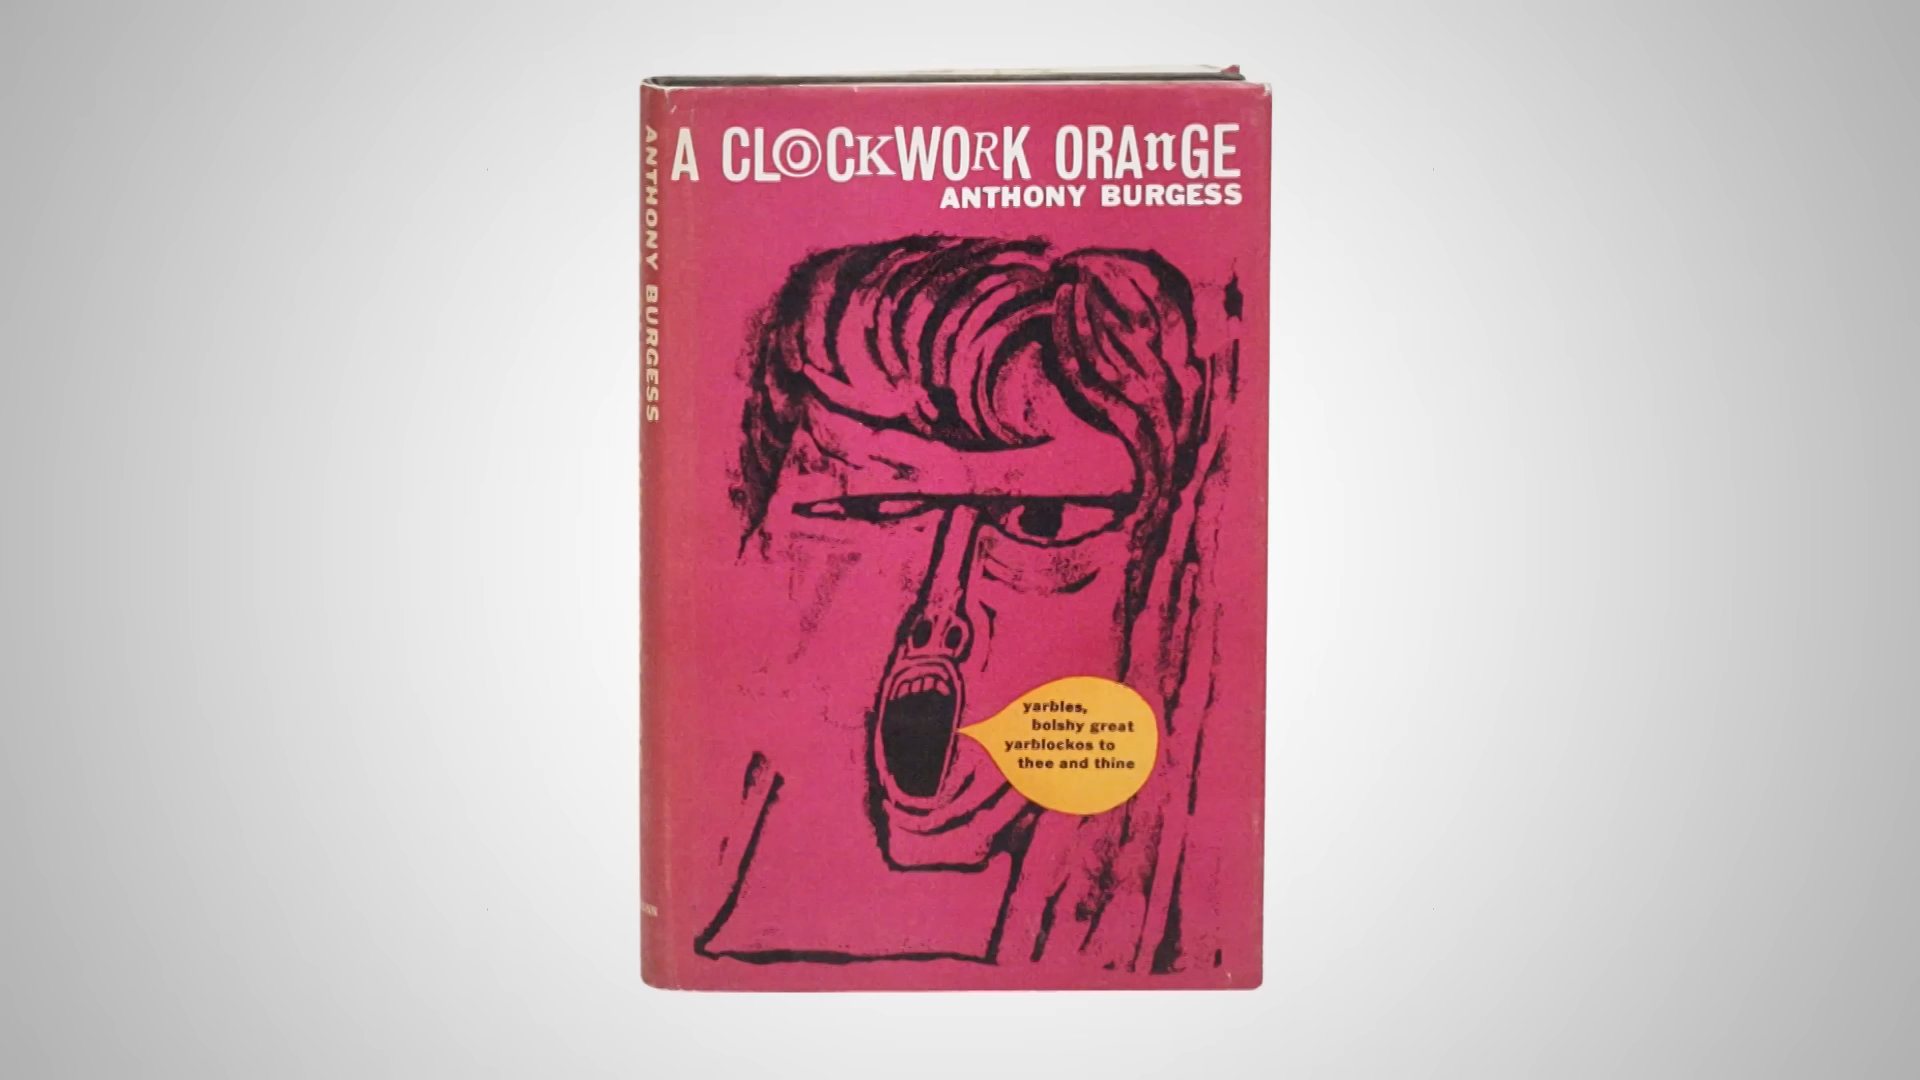 A CLOCKWORK ORAnGE
ANTHONY BURGESS
ANTHONY BURGESS
yarbles,
bolshy great
yarblockos to
thee and thine